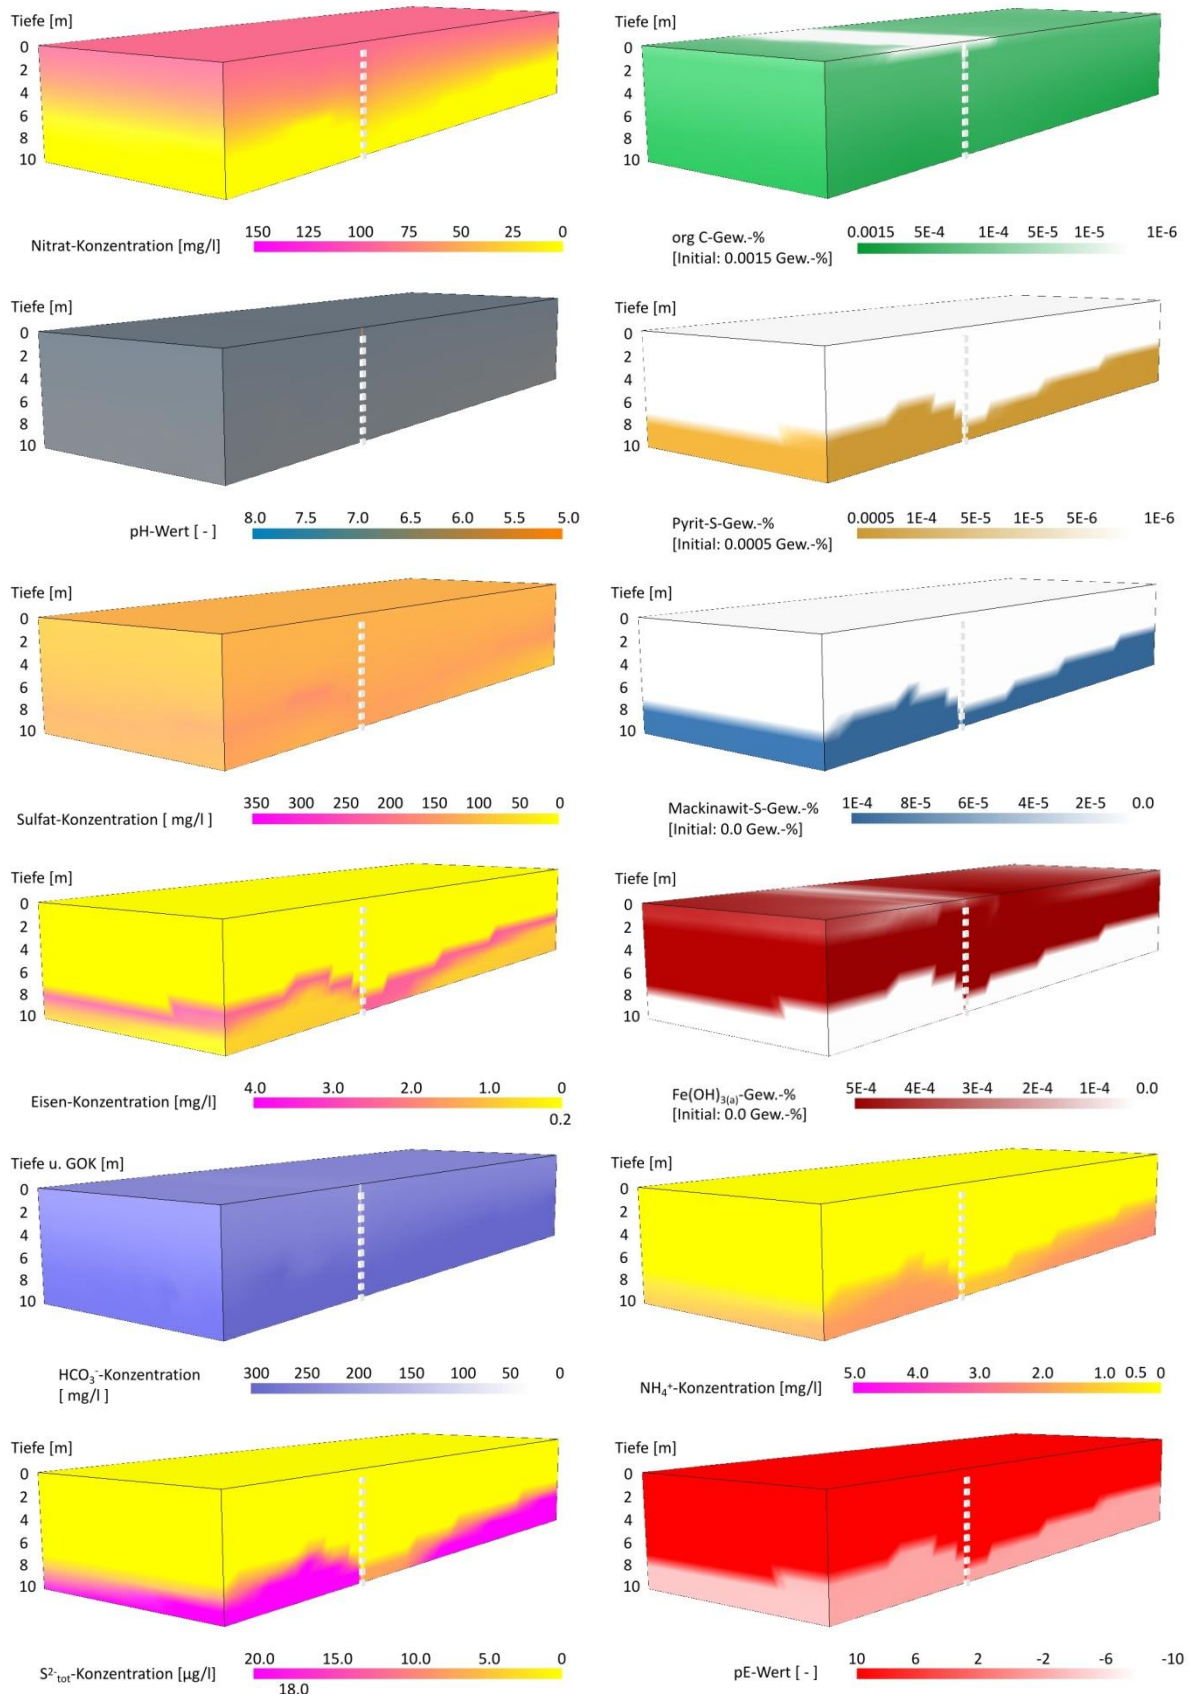 Tiefe [m]
0
2
4
6
8
10
150 125 100 75 50 25 0
Nitrat-Konzentration [mg/l]
Tiefe [m]
0
2
4
6
8
10
0.0015 5E-4 1E-4 5E-5 1E-5 1E-6
org C-Gew.-%
[Initial: 0.0015 Gew.-%]
Tiefe [m]
0
2
4
6
8
10
8.0 7.5 7.0 6.5 6.0 5.5 5.0
pH-Wert [ - ]
Tiefe [m]
0
2
4
6
8
10
0.0005 1E-4 5E-5 1E-5 5E-6 1E-6
Pyrit-S-Gew.-%
[Initial: 0.0005 Gew.-%]
Tiefe [m]
0
2
4
6
8
10
350 300 250 200 150 100 50 0
Sulfat-Konzentration [ mg/l ]
Tiefe [m]
0
2
4
6
8
10
1E-4 8E-5 6E-5 4E-5 2E-5 0.0
Mackinawit-S-Gew.-%
[Initial: 0.0 Gew.-%]
Tiefe [m]
0
2
4
6
8
10
4.0 3.0 2.0 1.0 0
Eisen-Konzentration [mg/l]
0.2
Tiefe [m]
0
2
4
6
8
10
5E-4 4E-4 3E-4 2E-4 1E-4 0.0
Fe(OH)₃₍ₐ₎-Gew.-%
[Initial: 0.0 Gew.-%]
Tiefe u. GOK [m]
0
2
4
6
8
10
300 250 200 150 100 50 0
HCO₃⁻-Konzentration
[ mg/l ]
Tiefe [m]
0
2
4
6
8
10
5.0 4.0 3.0 2.0 1.0 0.5 0
NH₄⁺-Konzentration [mg/l]
Tiefe [m]
0
2
4
6
8
10
20.0 15.0 10.0 5.0 0
S²⁻tot-Konzentration [µg/l]
18.0
Tiefe [m]
0
2
4
6
8
10
10 6 2 -2 -6 -10
pE-Wert [ - ]